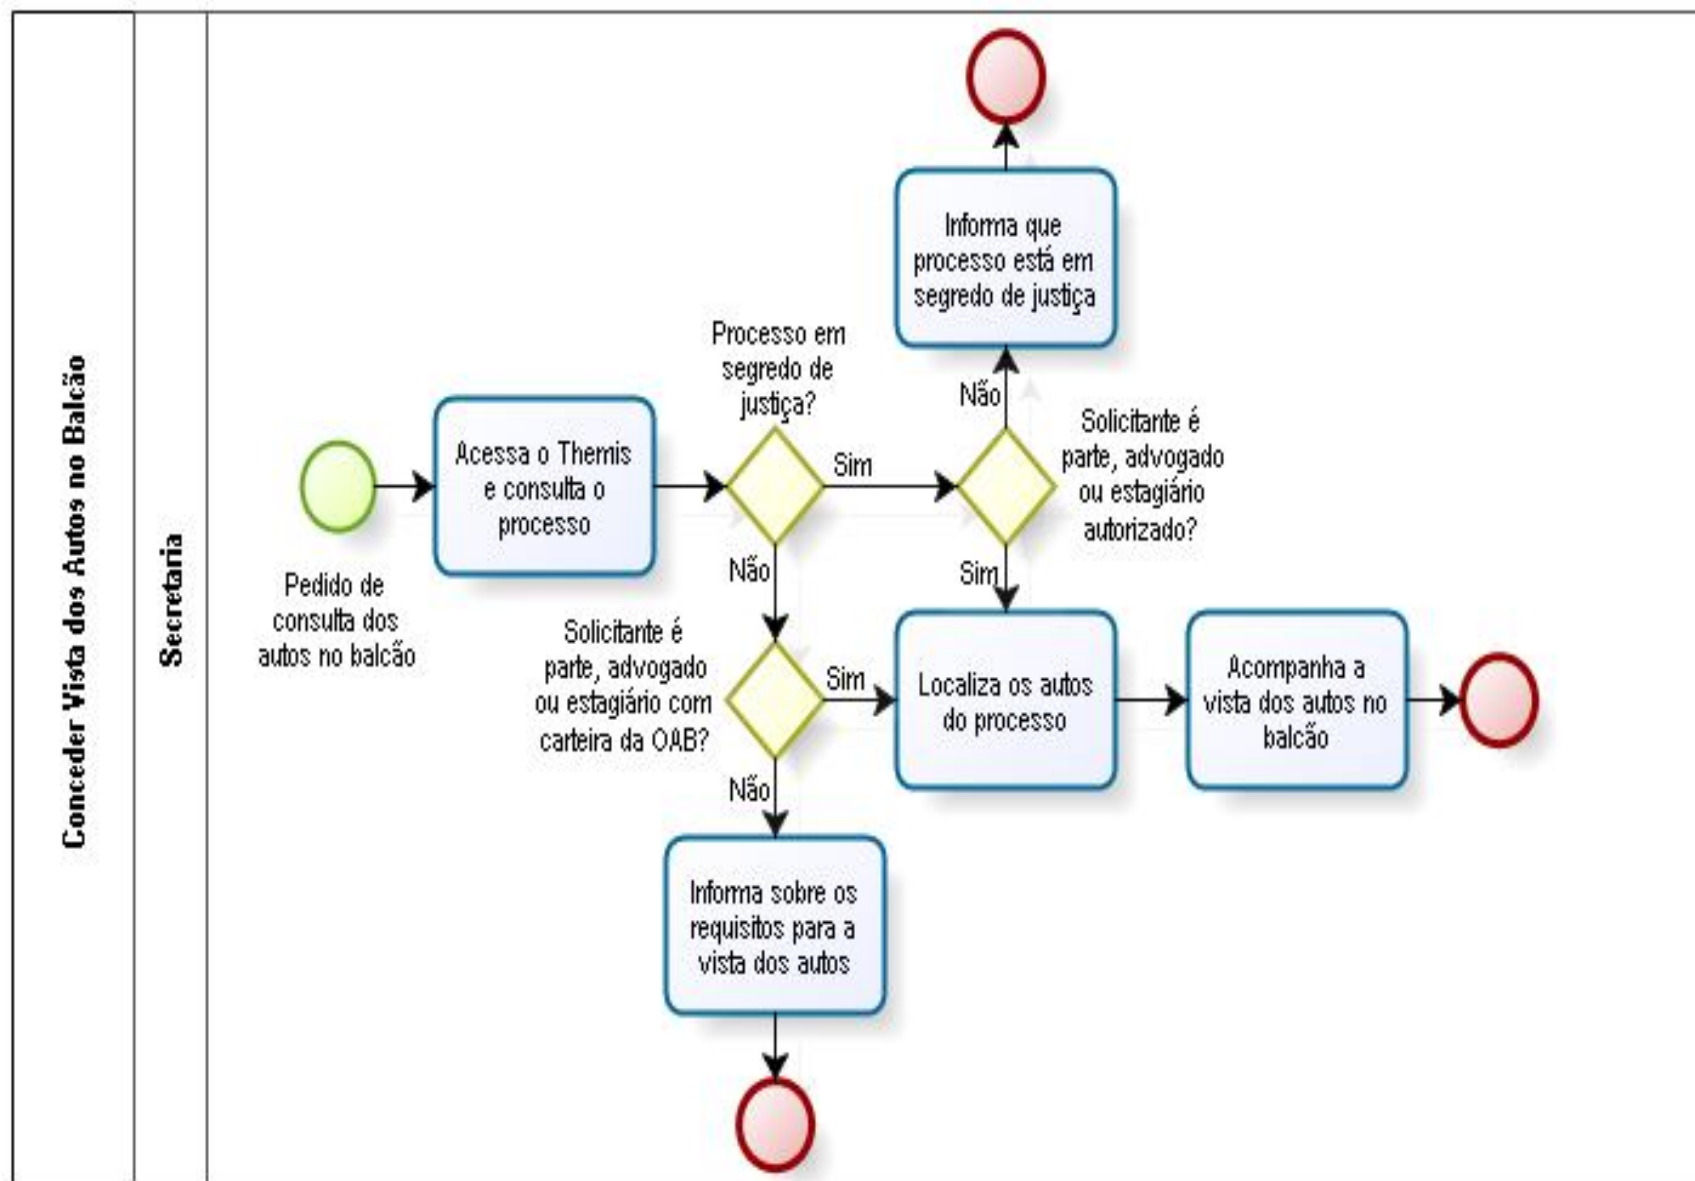 Conceder Vista dos Autos no Balcão
Secretaria
Pedido de
consulta dos
autos no balcão
Acessa o Themis
e consulta o
processo
Processo em
segredo de
justiça?
Sim
Não
Solicitante é
parte, advogado
ou estagiário
autorizado?
Não
Informa que
processo está em
segredo de justiça
Sim
Solicitante é
parte, advogado
ou estagiário com
carteira da OAB?
Sim
Localiza os autos
do processo
Acompanha a
vista dos autos no
balcão
Não
Informa sobre os
requisitos para a
vista dos autos